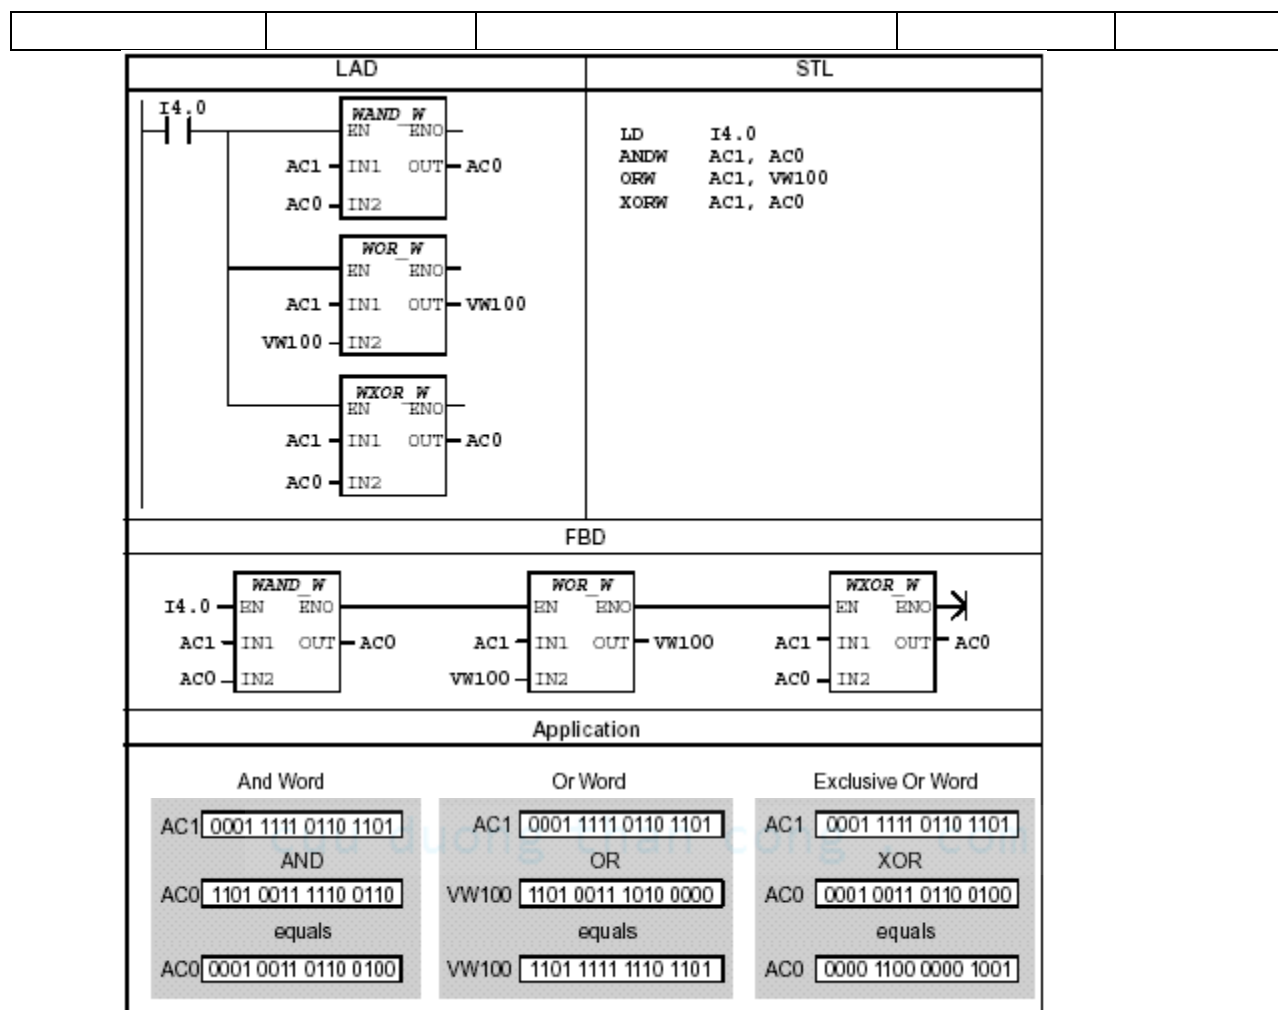 LAD STL
I4.0
WAND_W
EN ENO
AC1 IN1 OUT AC0
AC0 IN2
WOR_W
EN ENO
AC1 IN1 OUT VW100
VW100 IN2
WXOR_W
EN ENO
AC1 IN1 OUT AC0
AC0 IN2
LD I4.0
ANDW AC1, AC0
ORW AC1, VW100
XORW AC1, AC0
FBD
WAND_W WOR_W WXOR_W
I4.0 EN ENO EN ENO EN ENO
AC1 IN1 OUT AC0 AC1 IN1 OUT VW100 AC1 IN1 OUT AC0
AC0 IN2 VW100 IN2 AC0 IN2
Application
And Word Or Word Exclusive Or Word
AC1 0001 1111 0110 1101 AC1 0001 1111 0110 1101 AC1 0001 1111 0110 1101
cuu duong than cong . com
AND OR XOR
AC0 1101 0011 1110 0110 VW100 1101 0011 1010 0000 AC0 0001 0011 0110 0100
equals equals equals
AC0 0001 0011 0110 0100 VW100 1101 1111 1110 1101 AC0 0000 1100 0000 1001